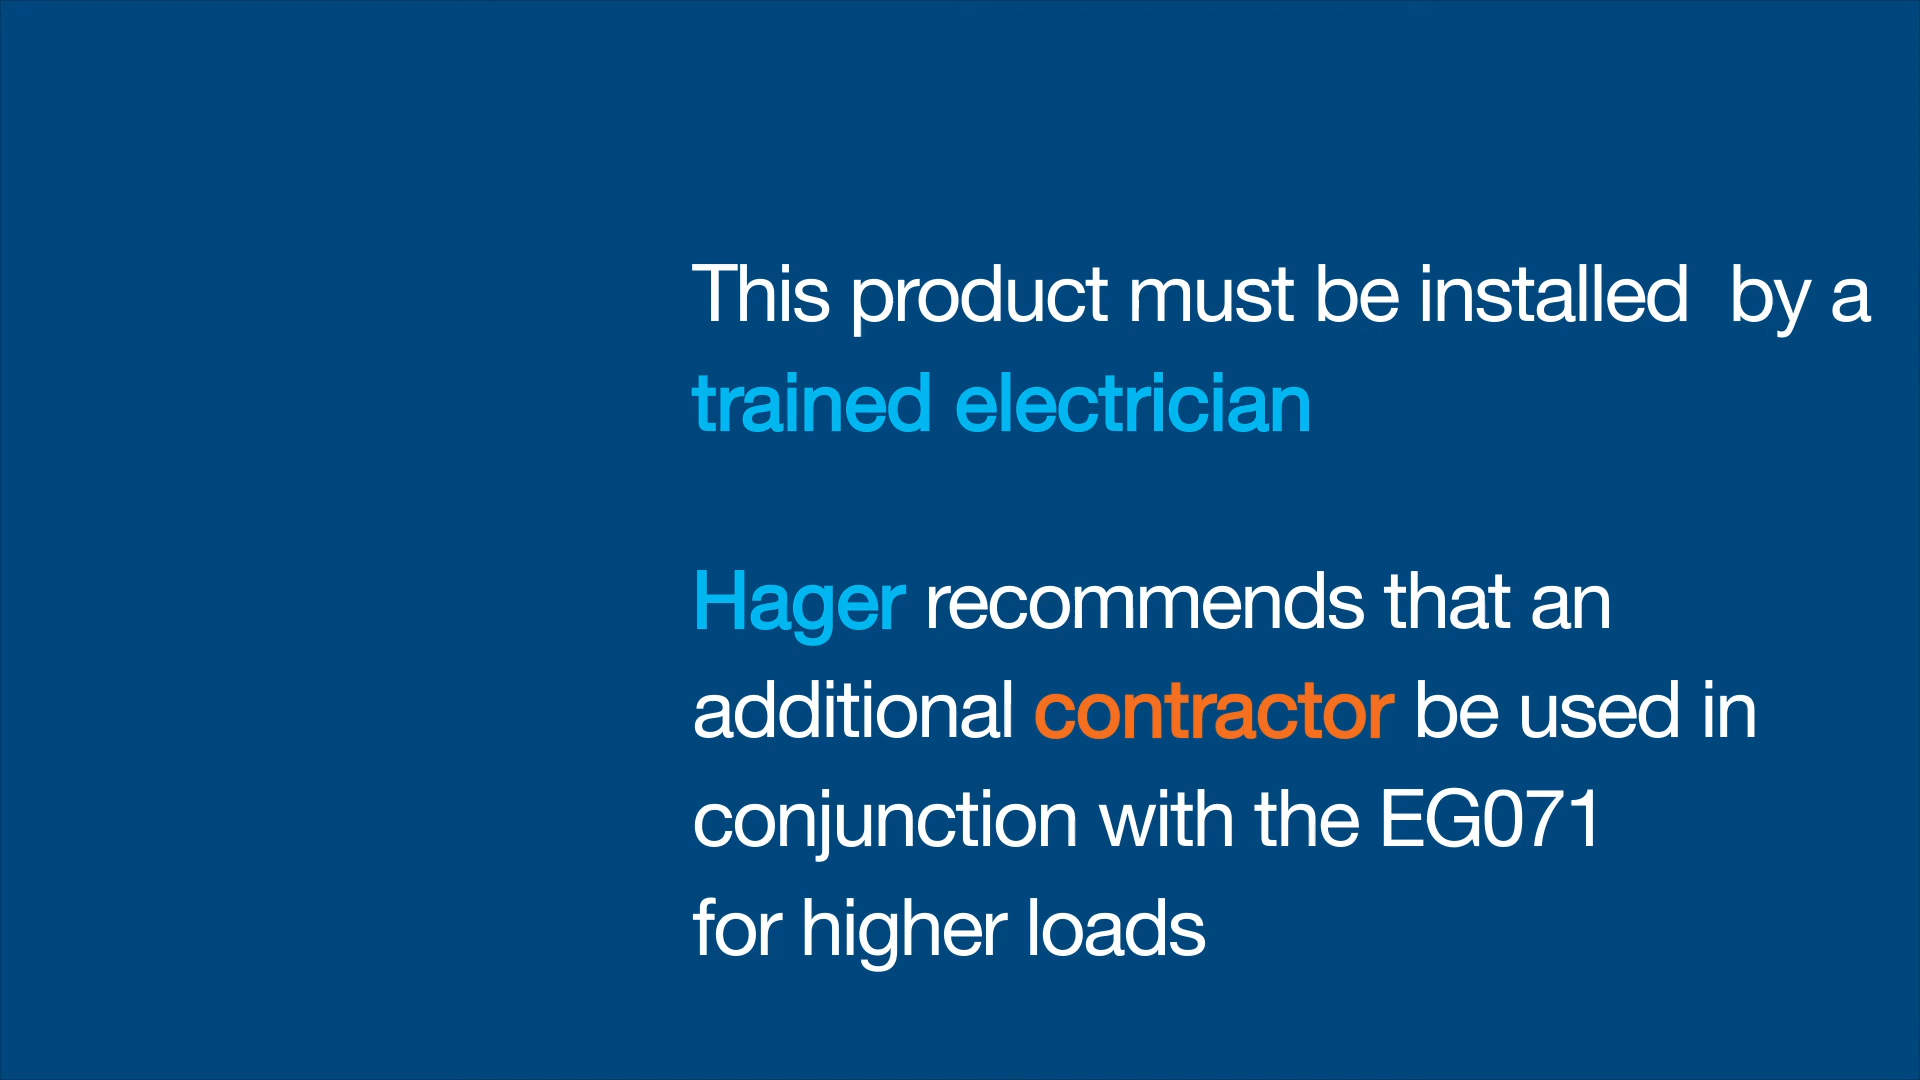 This product must be installed  by a
trained electrician
Hager recommends that an
additional contractor be used in
conjunction with the EG071
for higher loads